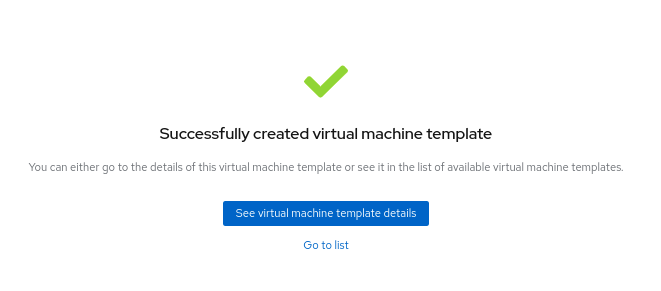 Successfully created virtual machine template
You can either go to the details of this virtual machine template or see it in the list of available virtual machine templates.
See virtual machine template details
Go to list